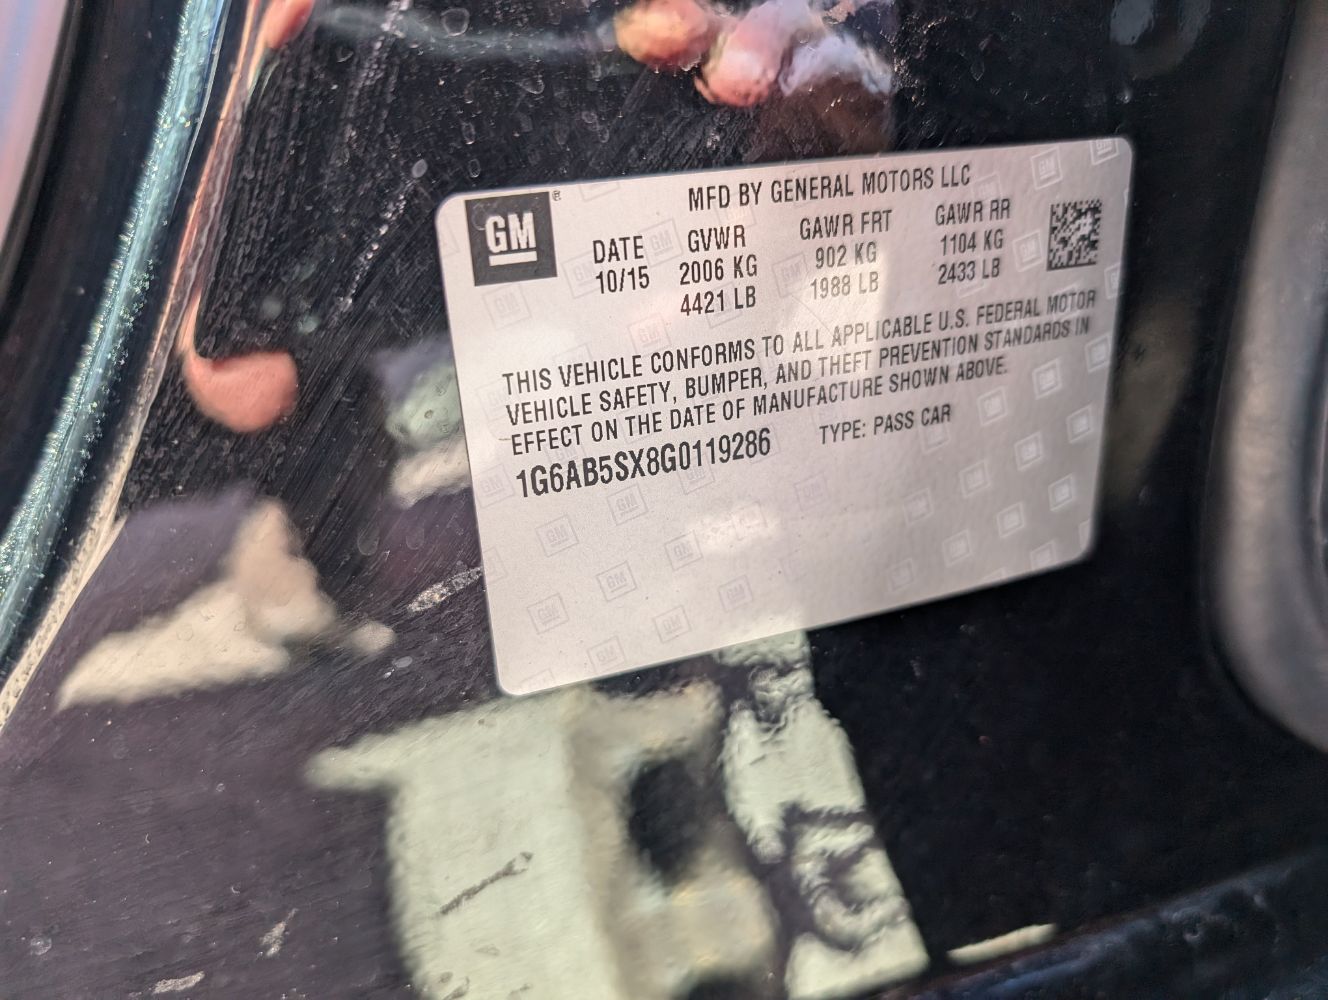 GM ®
MFD BY GENERAL MOTORS LLC
DATE GVWR GAWR FRT GAWR RR
10/15 2006 KG 902 KG 1104 KG
4421 LB 1988 LB 2433 LB
THIS VEHICLE CONFORMS TO ALL APPLICABLE U.S. FEDERAL MOTOR
VEHICLE SAFETY, BUMPER, AND THEFT PREVENTION STANDARDS IN
EFFECT ON THE DATE OF MANUFACTURE SHOWN ABOVE.
1G6AB5SX8G0119286 TYPE: PASS CAR